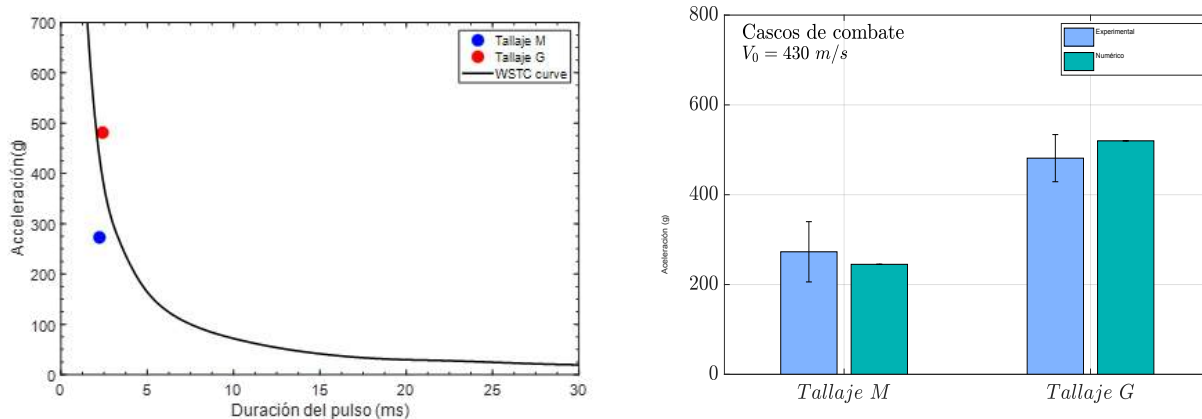 700
600
500
400
300
200
100
0
Acceleración(g)
0 5 10 15 20 25 30
Duración del pulso (ms)
Tallaje M
Tallaje G
WSTC curve
800
600
400
200
0
Aceleración (g)
Cascos de combate
V₀ = 430 m/s
Experimental
Numérico
Tallaje M Tallaje G